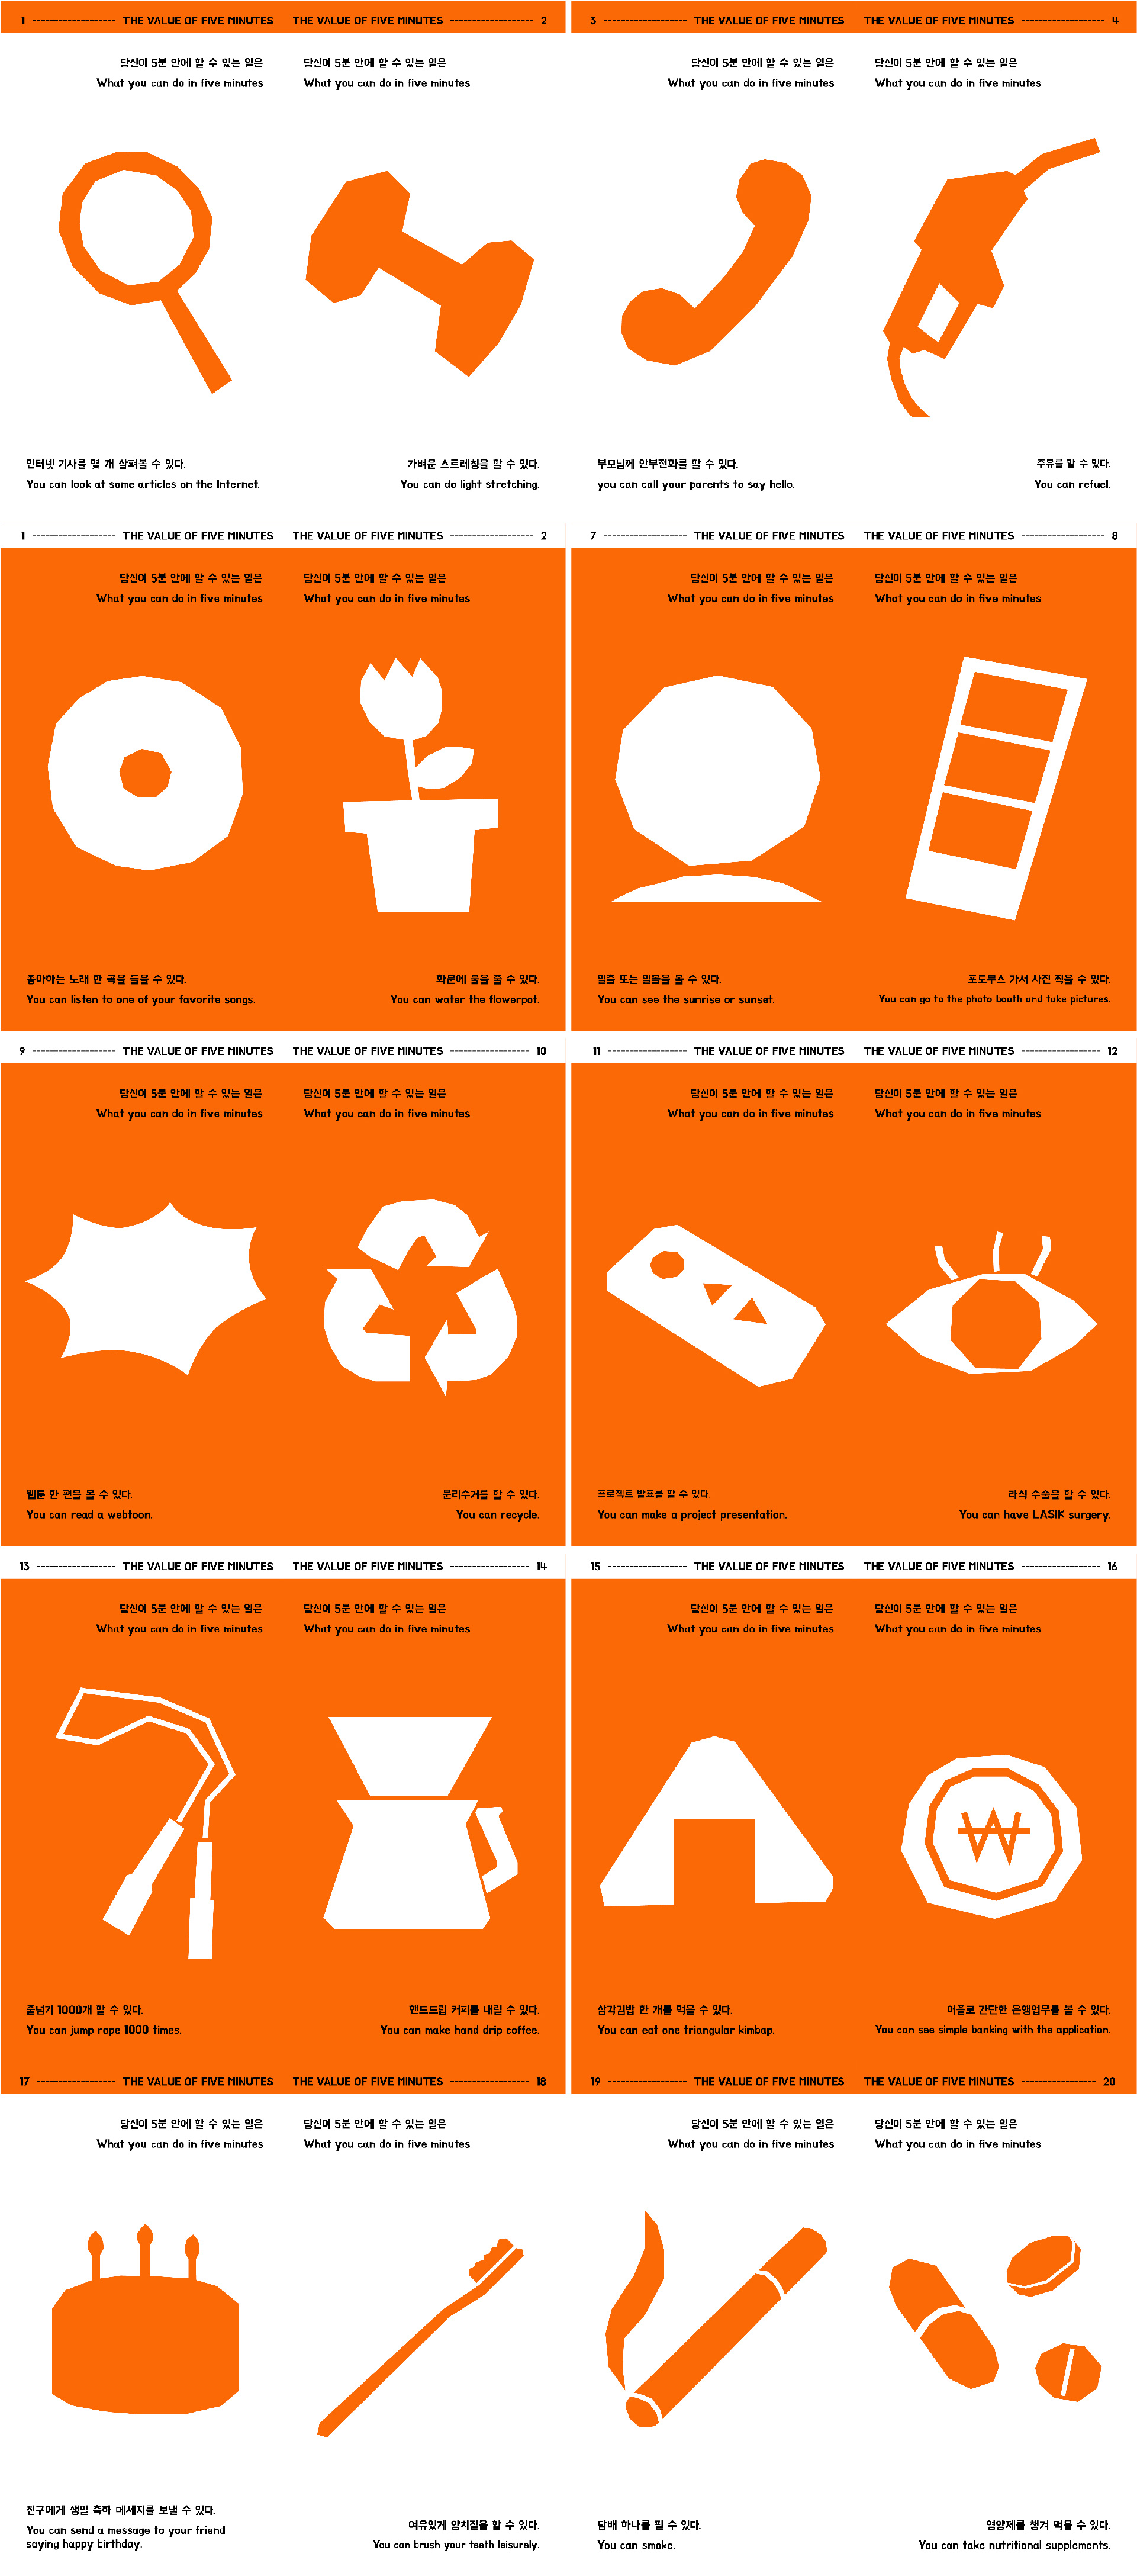 1 ------------------- THE VALUE OF FIVE MINUTES
THE VALUE OF FIVE MINUTES ------------------- 2
당신이 5분 안에 할 수 있는 일은
What you can do in five minutes
당신이 5분 안에 할 수 있는 일은
What you can do in five minutes
인터넷 기사를 몇 개 살펴볼 수 있다.
You can look at some articles on the Internet.
가벼운 스트레칭을 할 수 있다.
You can do light stretching.
3 ------------------- THE VALUE OF FIVE MINUTES
THE VALUE OF FIVE MINUTES ------------------- 4
당신이 5분 안에 할 수 있는 일은
What you can do in five minutes
당신이 5분 안에 할 수 있는 일은
What you can do in five minutes
부모님께 안부전화를 할 수 있다.
you can call your parents to say hello.
주유를 할 수 있다.
You can refuel.
1 ------------------- THE VALUE OF FIVE MINUTES
THE VALUE OF FIVE MINUTES ------------------- 2
당신이 5분 안에 할 수 있는 일은
What you can do in five minutes
당신이 5분 안에 할 수 있는 일은
What you can do in five minutes
좋아하는 노래 한 곡을 들을 수 있다.
You can listen to one of your favorite songs.
화분에 물을 줄 수 있다.
You can water the flowerpot.
7 ------------------- THE VALUE OF FIVE MINUTES
THE VALUE OF FIVE MINUTES ------------------- 8
당신이 5분 안에 할 수 있는 일은
What you can do in five minutes
당신이 5분 안에 할 수 있는 일은
What you can do in five minutes
일출 또는 일몰을 볼 수 있다.
You can see the sunrise or sunset.
포토부스 가서 사진 찍을 수 있다.
You can go to the photo booth and take pictures.
9 ------------------- THE VALUE OF FIVE MINUTES
THE VALUE OF FIVE MINUTES ------------------ 10
당신이 5분 안에 할 수 있는 일은
What you can do in five minutes
당신이 5분 안에 할 수 있는 일은
What you can do in five minutes
웹툰 한 편을 볼 수 있다.
You can read a webtoon.
분리수거를 할 수 있다.
You can recycle.
11 ------------------ THE VALUE OF FIVE MINUTES
THE VALUE OF FIVE MINUTES ------------------ 12
당신이 5분 안에 할 수 있는 일은
What you can do in five minutes
당신이 5분 안에 할 수 있는 일은
What you can do in five minutes
프로젝트 발표를 할 수 있다.
You can make a project presentation.
라식 수술을 할 수 있다.
You can have LASIK surgery.
13 ------------------ THE VALUE OF FIVE MINUTES
THE VALUE OF FIVE MINUTES ------------------ 14
당신이 5분 안에 할 수 있는 일은
What you can do in five minutes
당신이 5분 안에 할 수 있는 일은
What you can do in five minutes
줄넘기 1000개 할 수 있다.
You can jump rope 1000 times.
핸드드립 커피를 내릴 수 있다.
You can make hand drip coffee.
15 ------------------ THE VALUE OF FIVE MINUTES
THE VALUE OF FIVE MINUTES ------------------ 16
당신이 5분 안에 할 수 있는 일은
What you can do in five minutes
당신이 5분 안에 할 수 있는 일은
What you can do in five minutes
₩
삼각김밥 한 개를 먹을 수 있다.
You can eat one triangular kimbap.
어플로 간단한 은행업무를 볼 수 있다.
You can see simple banking with the application.
17 ------------------ THE VALUE OF FIVE MINUTES
THE VALUE OF FIVE MINUTES ------------------ 18
당신이 5분 안에 할 수 있는 일은
What you can do in five minutes
당신이 5분 안에 할 수 있는 일은
What you can do in five minutes
친구에게 생일 축하 메세지를 보낼 수 있다.
You can send a message to your friend
saying happy birthday.
여유있게 양치질을 할 수 있다.
You can brush your teeth leisurely.
19 ------------------ THE VALUE OF FIVE MINUTES
THE VALUE OF FIVE MINUTES ----------------- 20
당신이 5분 안에 할 수 있는 일은
What you can do in five minutes
당신이 5분 안에 할 수 있는 일은
What you can do in five minutes
담배 하나를 필 수 있다.
You can smoke.
영양제를 챙겨 먹을 수 있다.
You can take nutritional supplements.